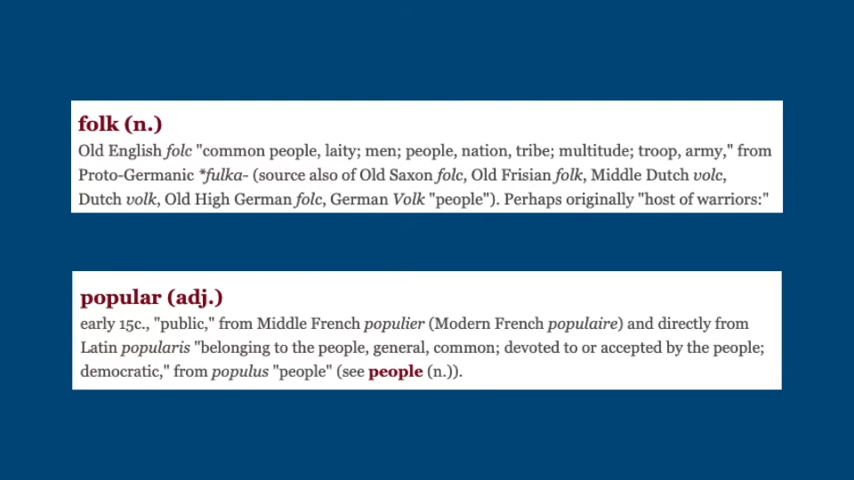 folk (n.)
Old English folc "common people, laity; men; people, nation, tribe; multitude; troop, army," from
Proto-Germanic *fulka- (source also of Old Saxon folc, Old Frisian folk, Middle Dutch volc,
Dutch volk, Old High German folc, German Volk "people"). Perhaps originally "host of warriors:"
popular (adj.)
early 15c., "public," from Middle French populier (Modern French populaire) and directly from
Latin popularis "belonging to the people, general, common; devoted to or accepted by the people;
democratic," from populus "people" (see people (n.)).